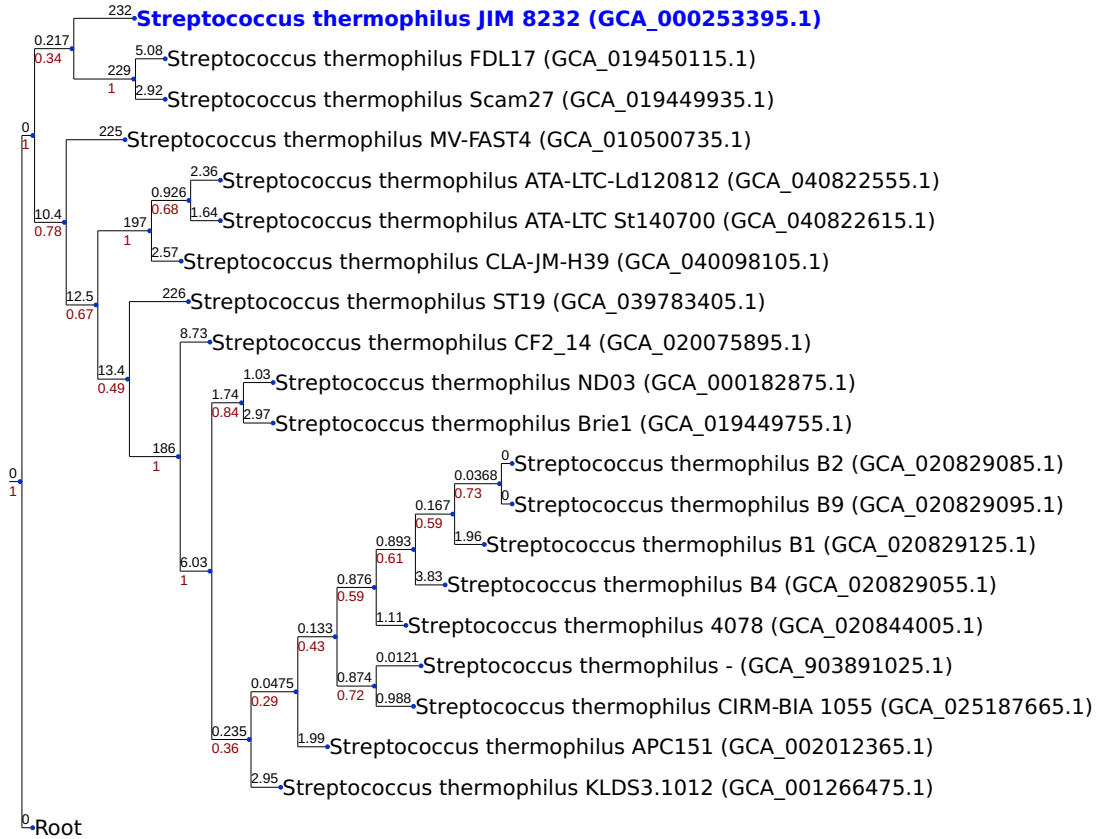 232 Streptococcus thermophilus JIM 8232 (GCA_000253395.1)
0.217
0.34
5.08 Streptococcus thermophilus FDL17 (GCA_019450115.1)
229
1
2.92 Streptococcus thermophilus Scam27 (GCA_019449935.1)
0
1
225 Streptococcus thermophilus MV-FAST4 (GCA_010500735.1)
2.36 Streptococcus thermophilus ATA-LTC-Ld120812 (GCA_040822555.1)
0.926
0.68
1.64 Streptococcus thermophilus ATA-LTC St140700 (GCA_040822615.1)
10.4
0.78
197
1
2.57 Streptococcus thermophilus CLA-JM-H39 (GCA_040098105.1)
12.5
0.67
226 Streptococcus thermophilus ST19 (GCA_039783405.1)
8.73 Streptococcus thermophilus CF2_14 (GCA_020075895.1)
13.4
0.49
1.03 Streptococcus thermophilus ND03 (GCA_000182875.1)
1.74
0.84
2.97 Streptococcus thermophilus Brie1 (GCA_019449755.1)
186
1
0 Streptococcus thermophilus B2 (GCA_020829085.1)
0
1
0.0368
0.73
0 Streptococcus thermophilus B9 (GCA_020829095.1)
0.167
0.59
1.96 Streptococcus thermophilus B1 (GCA_020829125.1)
0.893
0.61
3.83 Streptococcus thermophilus B4 (GCA_020829055.1)
6.03
1
0.876
0.59
1.11 Streptococcus thermophilus 4078 (GCA_020844005.1)
0.133
0.43
0.0121 Streptococcus thermophilus - (GCA_903891025.1)
0.874
0.72
0.988 Streptococcus thermophilus CIRM-BIA 1055 (GCA_025187665.1)
0.0475
0.29
1.99 Streptococcus thermophilus APC151 (GCA_002012365.1)
0.235
0.36
2.95 Streptococcus thermophilus KLDS3.1012 (GCA_001266475.1)
0 Root